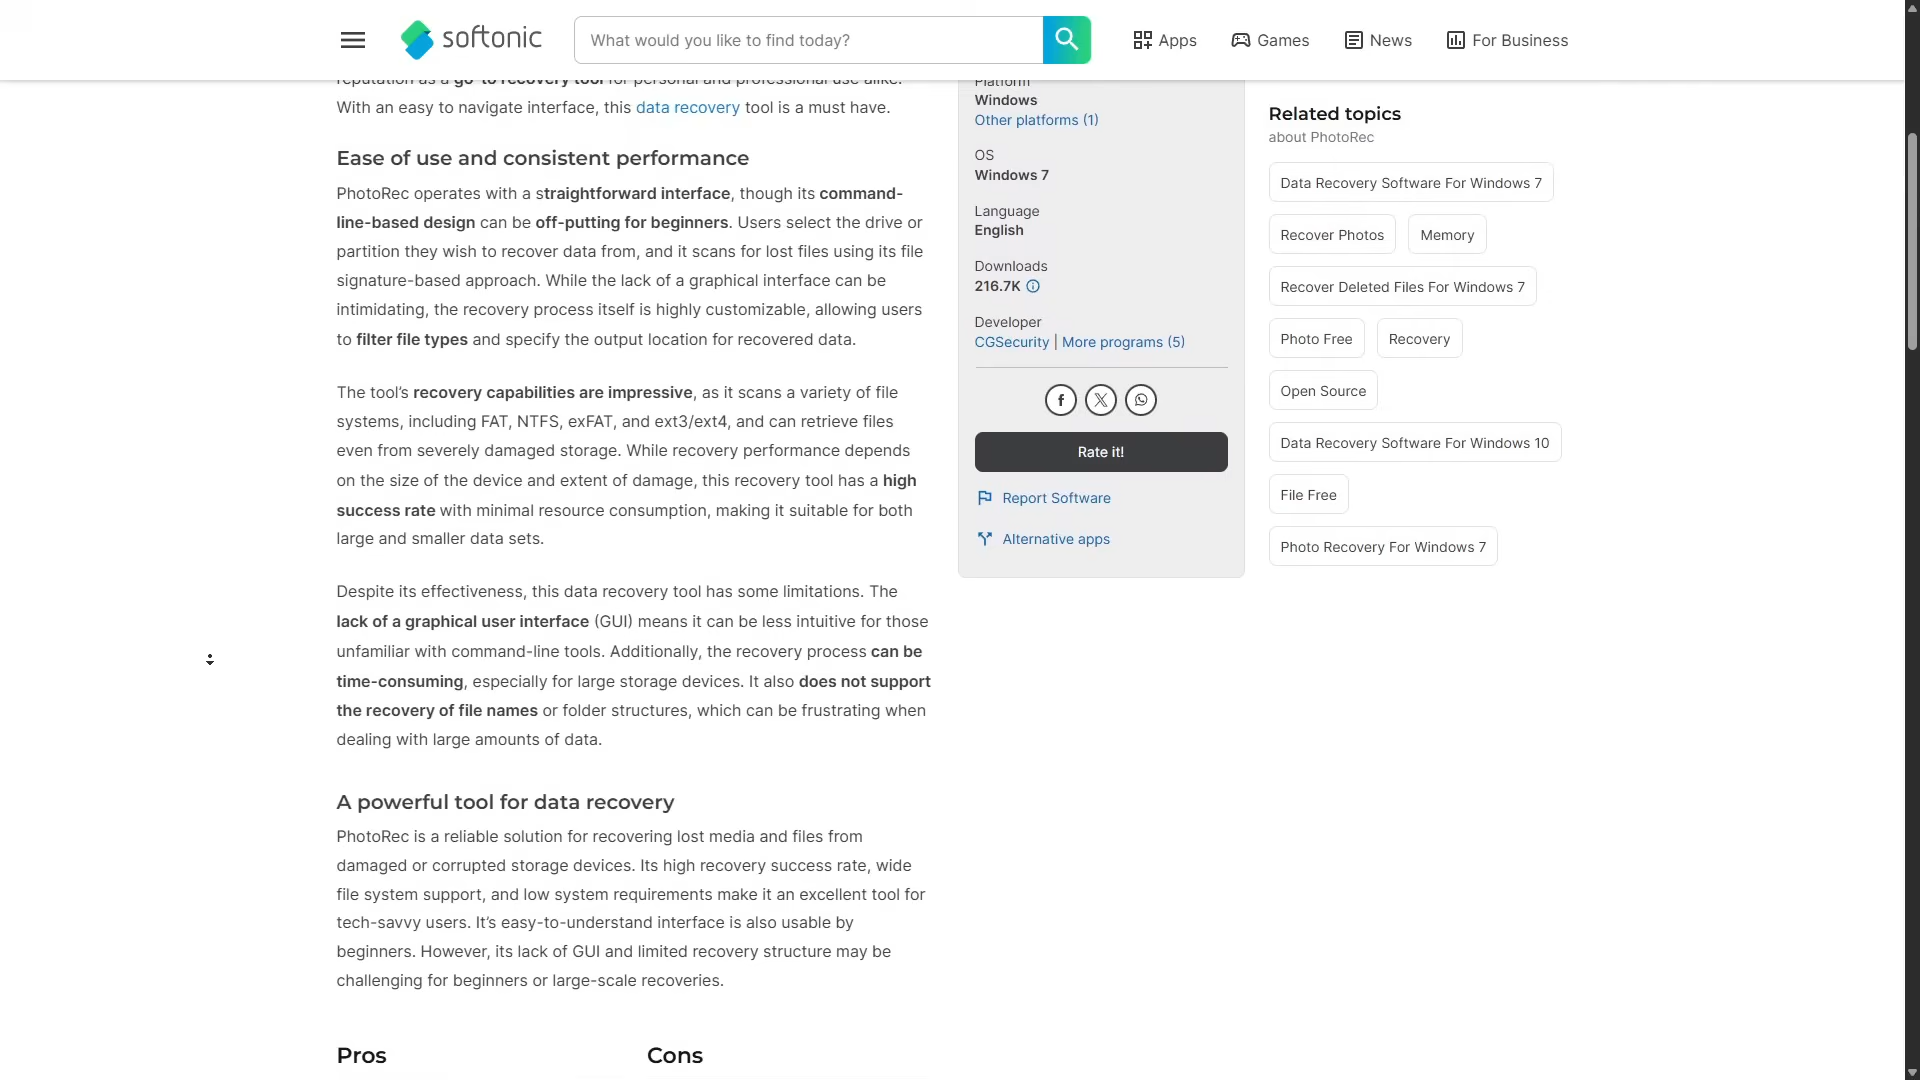 softonic
What would you like to find today?
Apps
Games
News
For Business
reputation as a go-to recovery tool for personal and professional use alike.
With an easy to navigate interface, this data recovery tool is a must have.
Ease of use and consistent performance
PhotoRec operates with a straightforward interface, though its command-
line-based design can be off-putting for beginners. Users select the drive or
partition they wish to recover data from, and it scans for lost files using its file
signature-based approach. While the lack of a graphical interface can be
intimidating, the recovery process itself is highly customizable, allowing users
to filter file types and specify the output location for recovered data.
The tool's recovery capabilities are impressive, as it scans a variety of file
systems, including FAT, NTFS, exFAT, and ext3/ext4, and can retrieve files
even from severely damaged storage. While recovery performance depends
on the size of the device and extent of damage, this recovery tool has a high
success rate with minimal resource consumption, making it suitable for both
large and smaller data sets.
Despite its effectiveness, this data recovery tool has some limitations. The
lack of a graphical user interface (GUI) means it can be less intuitive for those
unfamiliar with command-line tools. Additionally, the recovery process can be
time-consuming, especially for large storage devices. It also does not support
the recovery of file names or folder structures, which can be frustrating when
dealing with large amounts of data.
A powerful tool for data recovery
PhotoRec is a reliable solution for recovering lost media and files from
damaged or corrupted storage devices. Its high recovery success rate, wide
file system support, and low system requirements make it an excellent tool for
tech-savvy users. It's easy-to-understand interface is also usable by
beginners. However, its lack of GUI and limited recovery structure may be
challenging for beginners or large-scale recoveries.
Pros
Cons
Platform
Windows
Other platforms (1)
OS
Windows 7
Language
English
Downloads
216.7K
Developer
CGSecurity | More programs (5)
Rate it!
Report Software
Alternative apps
Related topics
about PhotoRec
Data Recovery Software For Windows 7
Recover Photos
Memory
Recover Deleted Files For Windows 7
Photo Free
Recovery
Open Source
Data Recovery Software For Windows 10
File Free
Photo Recovery For Windows 7